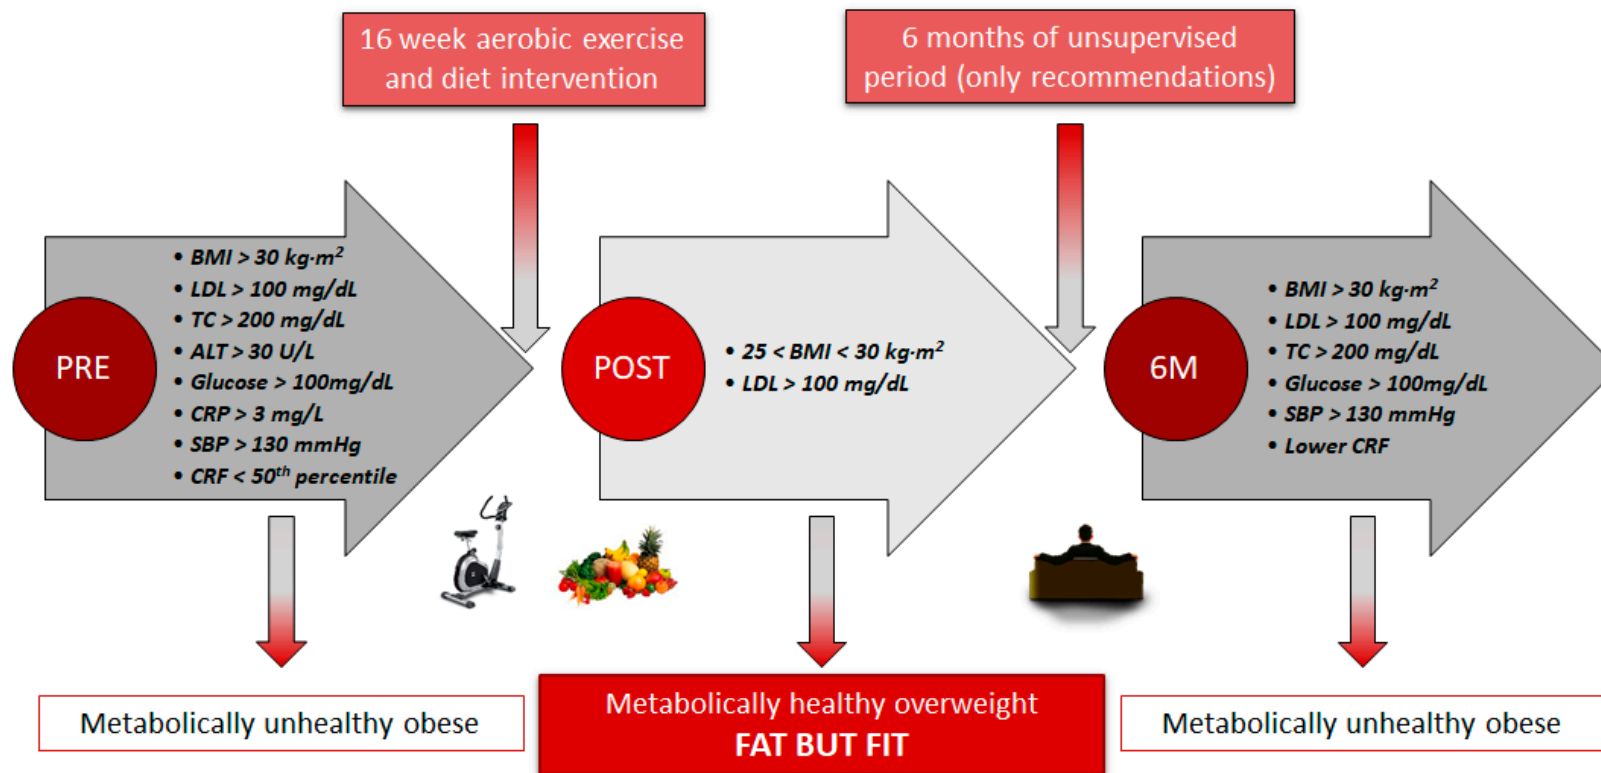 16 week aerobic exercise
and diet intervention
6 months of unsupervised
period (only recommendations)
PRE
• BMI > 30 kg·m²
• LDL > 100 mg/dL
• TC > 200 mg/dL
• ALT > 30 U/L
• Glucose > 100mg/dL
• CRP > 3 mg/L
• SBP > 130 mmHg
• CRF < 50th percentile
POST
• 25 < BMI < 30 kg·m²
• LDL > 100 mg/dL
6M
• BMI > 30 kg·m²
• LDL > 100 mg/dL
• TC > 200 mg/dL
• Glucose > 100mg/dL
• SBP > 130 mmHg
• Lower CRF
Metabolically unhealthy obese
Metabolically healthy overweight
FAT BUT FIT
Metabolically unhealthy obese